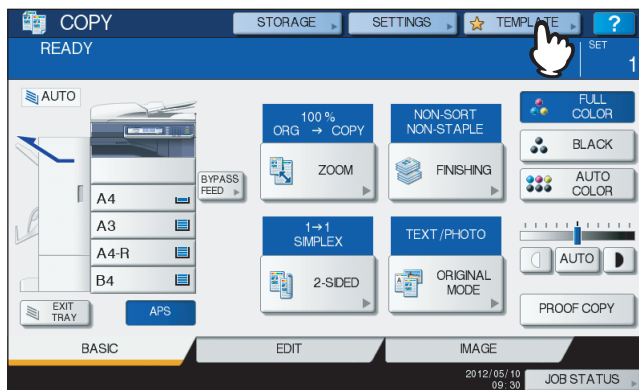 COPY
STORAGE
SETTINGS
TEMPLATE
?
READY
SET
1
AUTO
A4
A3
A4-R
B4
BYPASS
FEED
EXIT
TRAY
APS
100 %
ORG → COPY
ZOOM
NON-SORT
NON-STAPLE
FINISHING
1→1
SIMPLEX
2-SIDED
TEXT/PHOTO
ORIGINAL
MODE
FULL
COLOR
BLACK
AUTO
COLOR
AUTO
PROOF COPY
BASIC
EDIT
IMAGE
2012/05/10
09:30
JOB STATUS